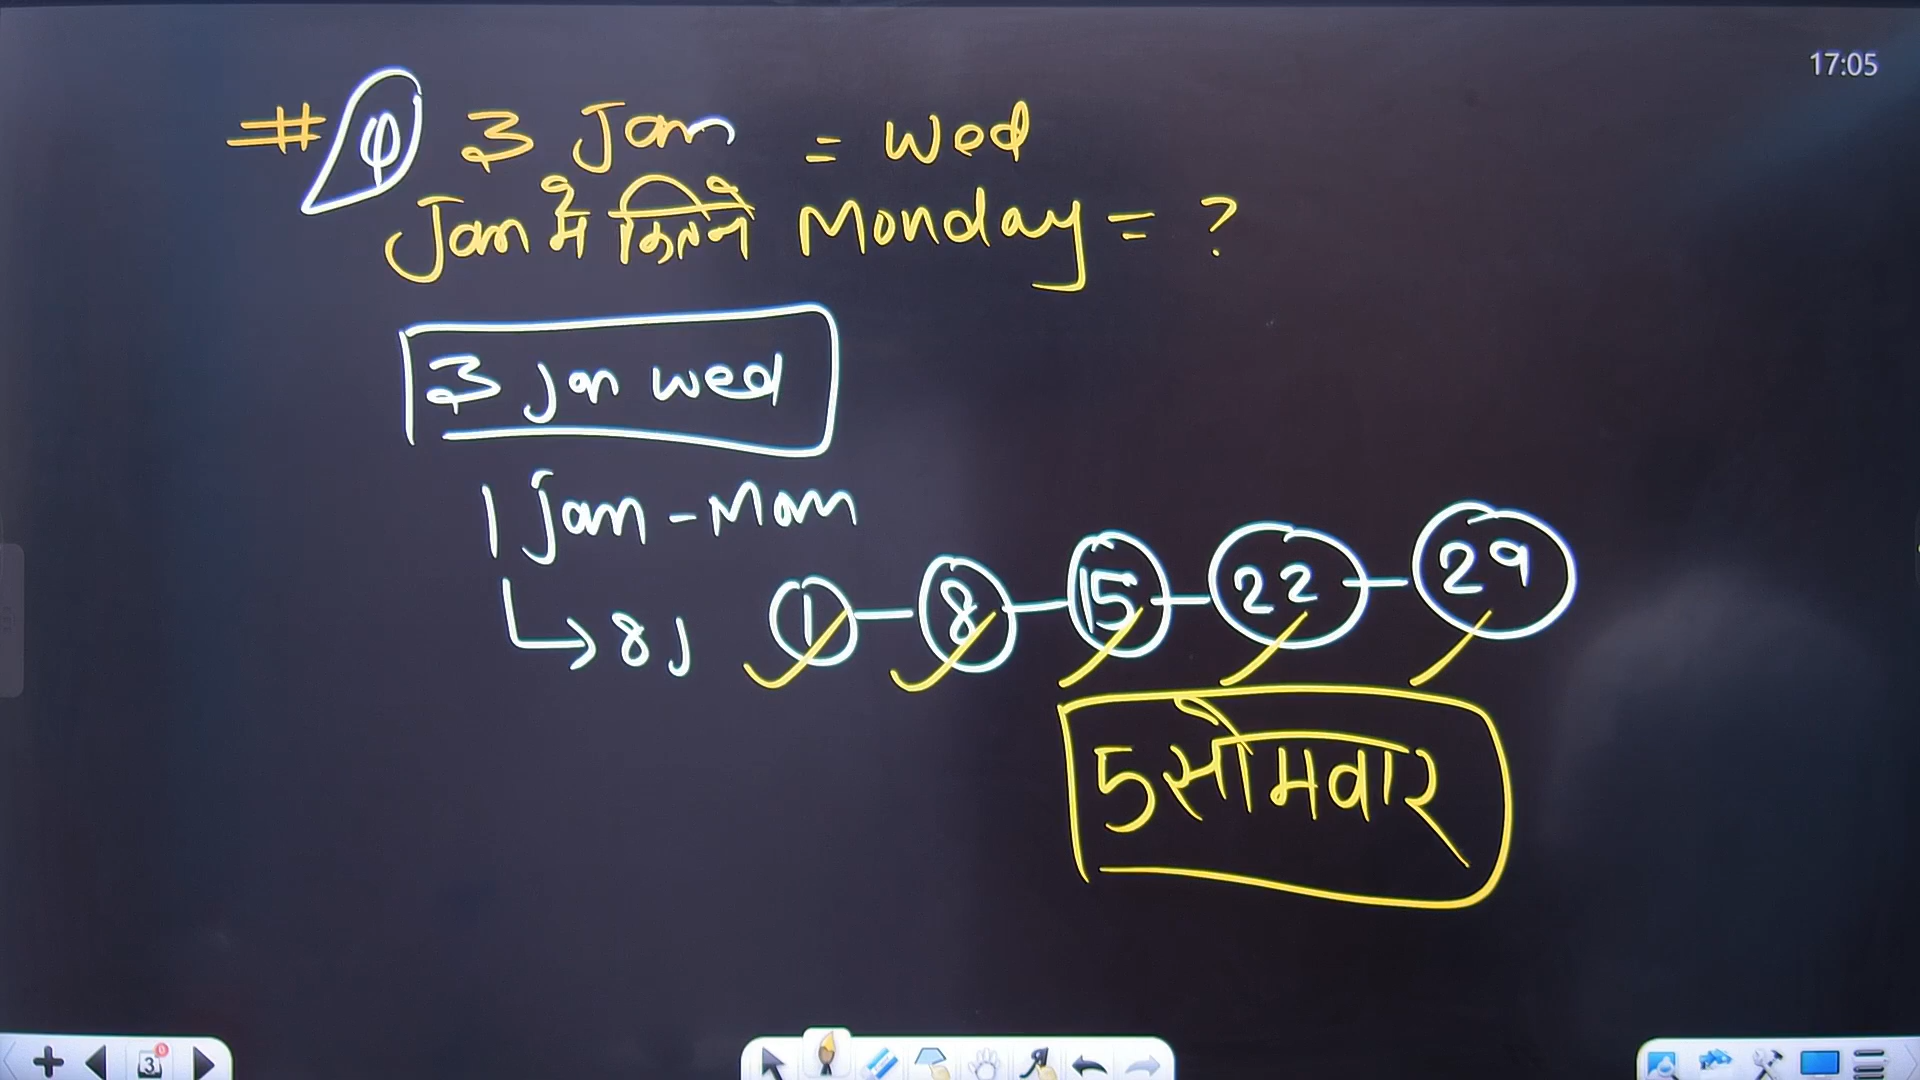 17:05
# Q 3 Jan = Wed
Jan में कितने Monday = ?
3 Jan Wed
1 Jan - Mon
→ 8 J 1 - 8 - 15 - 22 - 29
5 सोमवार
3